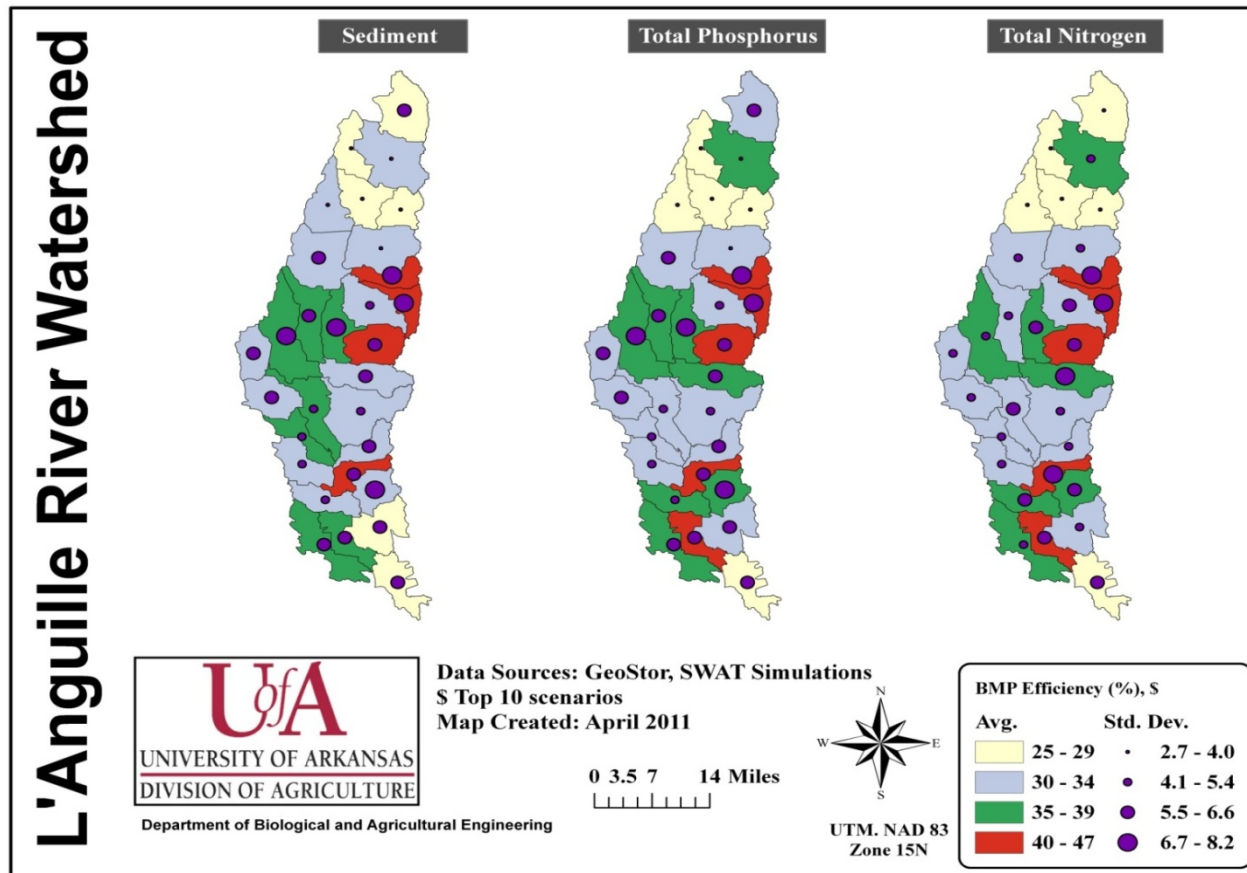 L'Anguille River Watershed
Sediment
Total Phosphorus
Total Nitrogen
UofA
UNIVERSITY OF ARKANSAS
DIVISION OF AGRICULTURE
Department of Biological and Agricultural Engineering
Data Sources: GeoStor, SWAT Simulations
$ Top 10 scenarios
Map Created: April 2011
0 3.5 7 14 Miles
N
W E
S
UTM. NAD 83
Zone 15N
BMP Efficiency (%), $
Avg. Std. Dev.
25 - 29 2.7 - 4.0
30 - 34 4.1 - 5.4
35 - 39 5.5 - 6.6
40 - 47 6.7 - 8.2